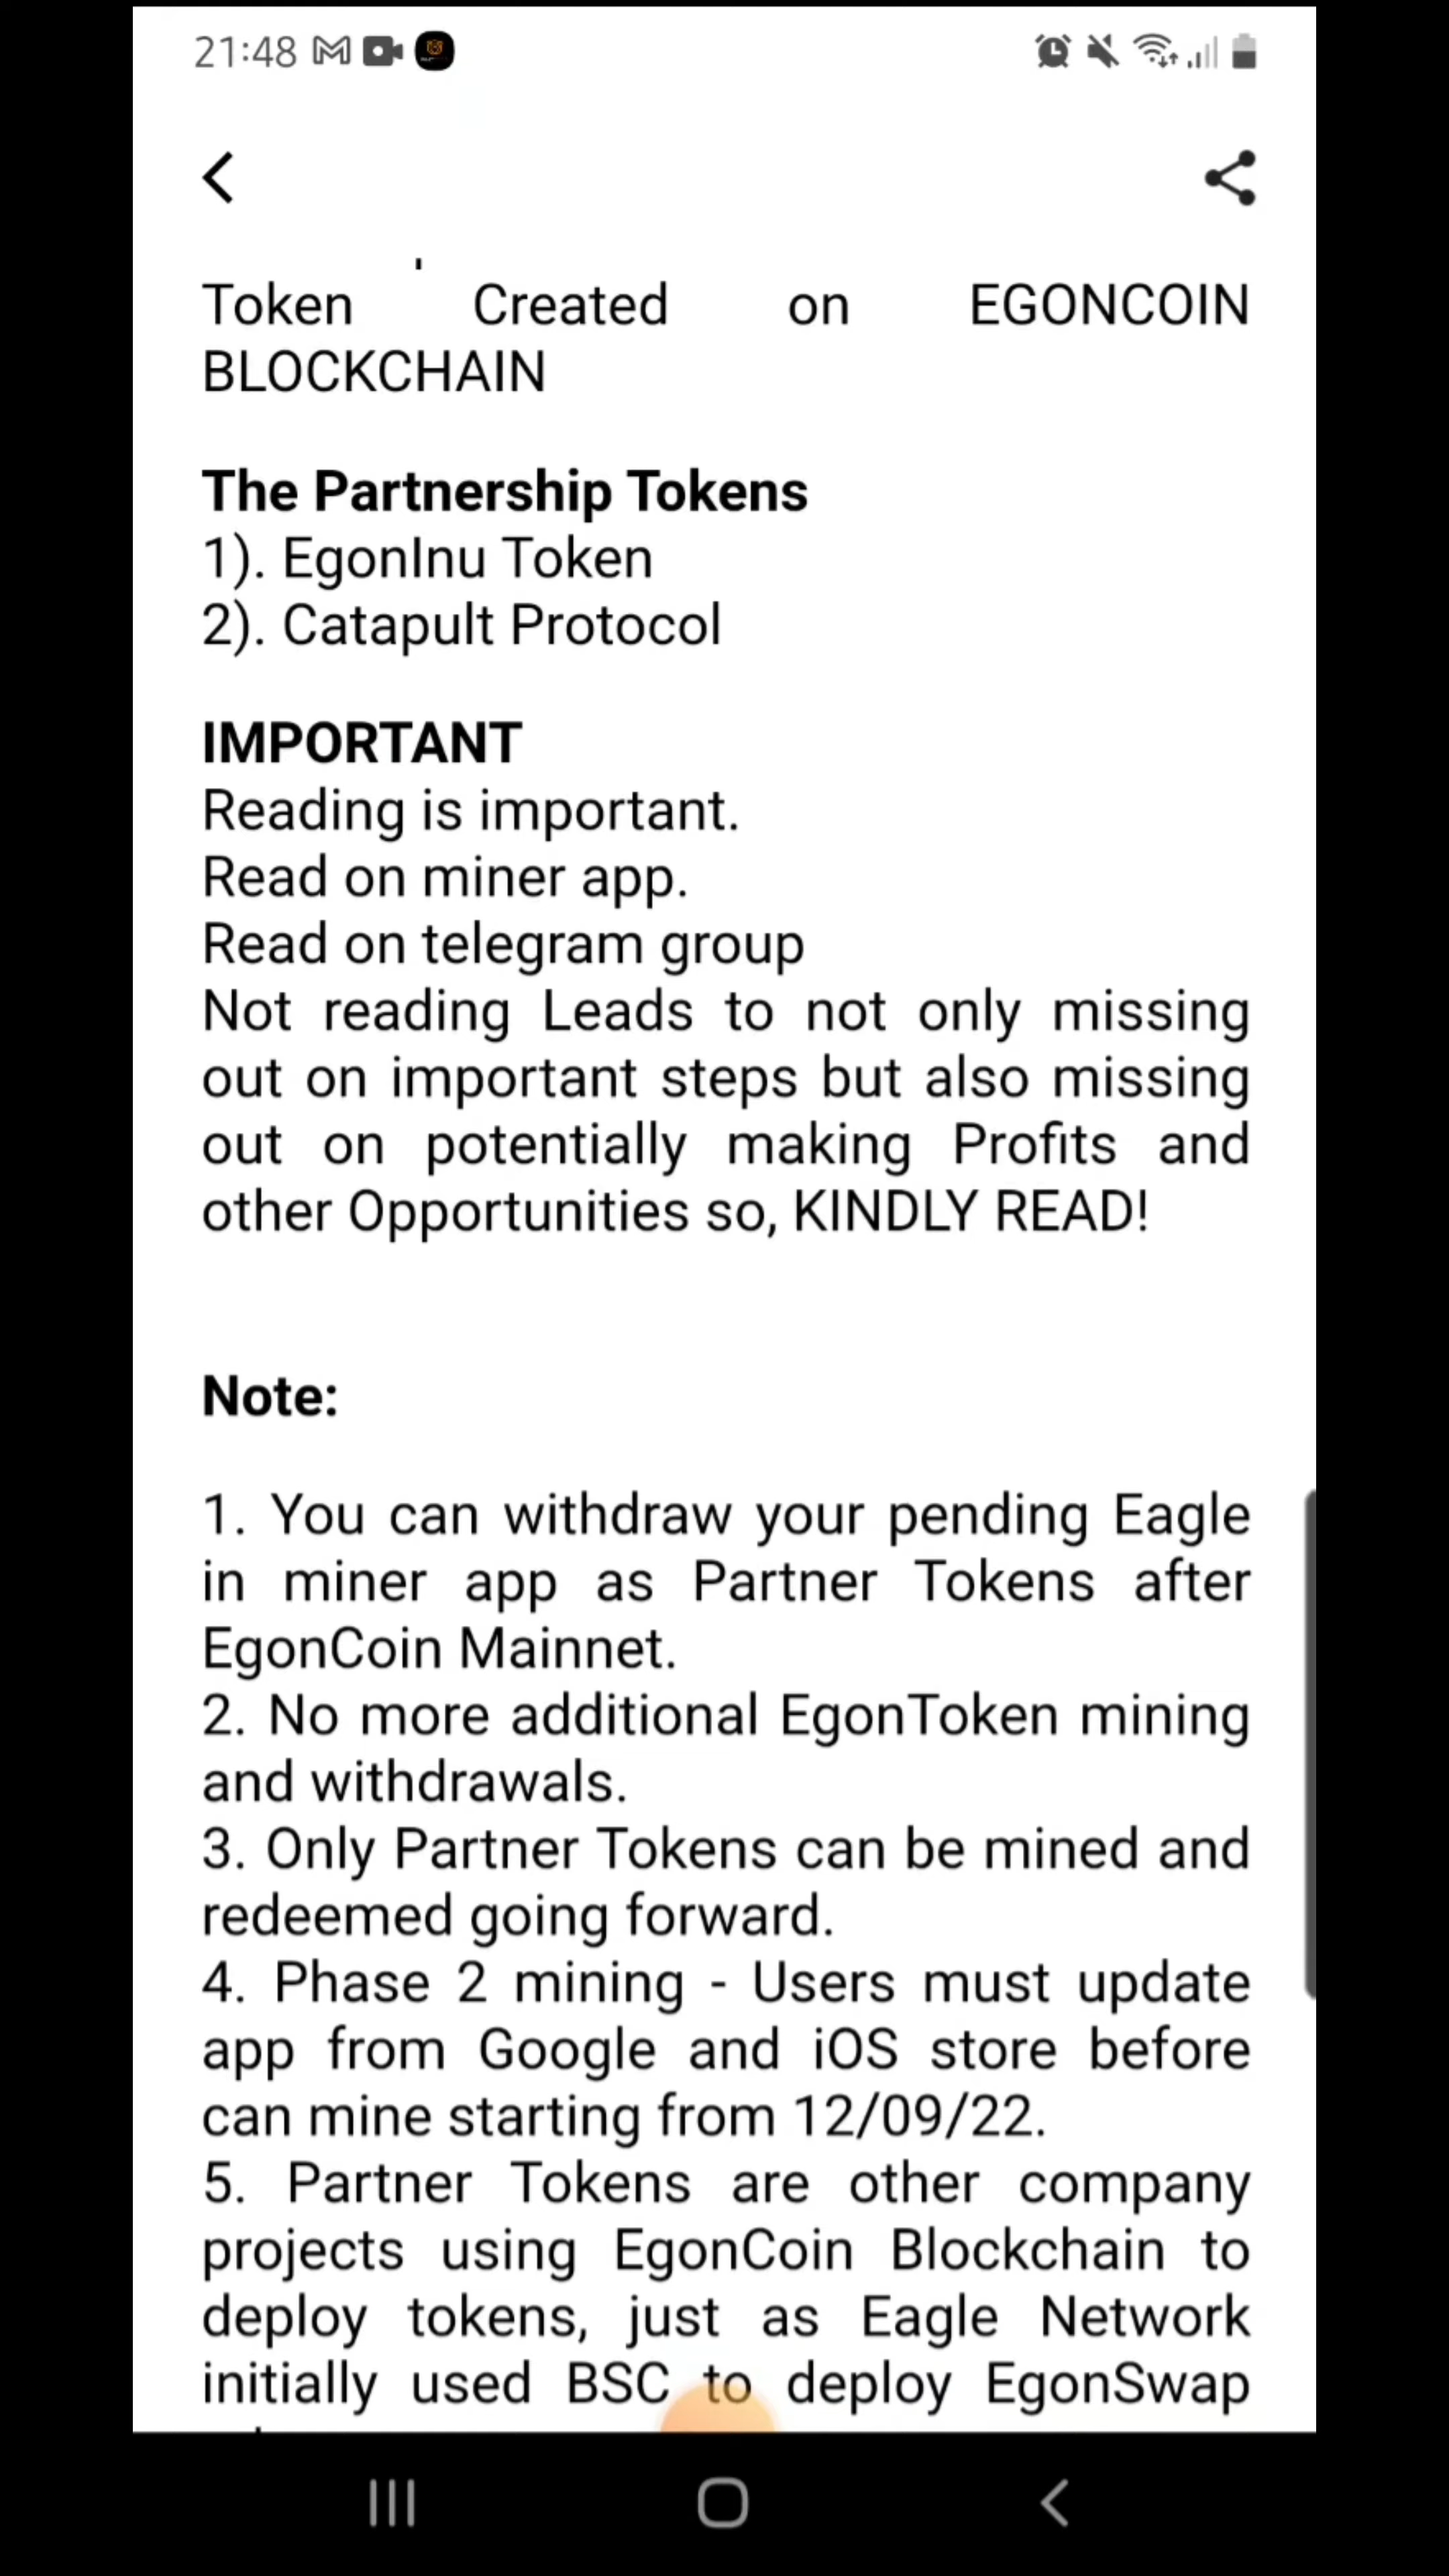 21:48
Token Created on EGONCOIN
BLOCKCHAIN
The Partnership Tokens
1). EgonInu Token
2). Catapult Protocol
IMPORTANT
Reading is important.
Read on miner app.
Read on telegram group
Not reading Leads to not only missing
out on important steps but also missing
out on potentially making Profits and
other Opportunities so, KINDLY READ!
Note:
1. You can withdraw your pending Eagle
in miner app as Partner Tokens after
EgonCoin Mainnet.
2. No more additional EgonToken mining
and withdrawals.
3. Only Partner Tokens can be mined and
redeemed going forward.
4. Phase 2 mining - Users must update
app from Google and iOS store before
can mine starting from 12/09/22.
5. Partner Tokens are other company
projects using EgonCoin Blockchain to
deploy tokens, just as Eagle Network
initially used BSC to deploy EgonSwap